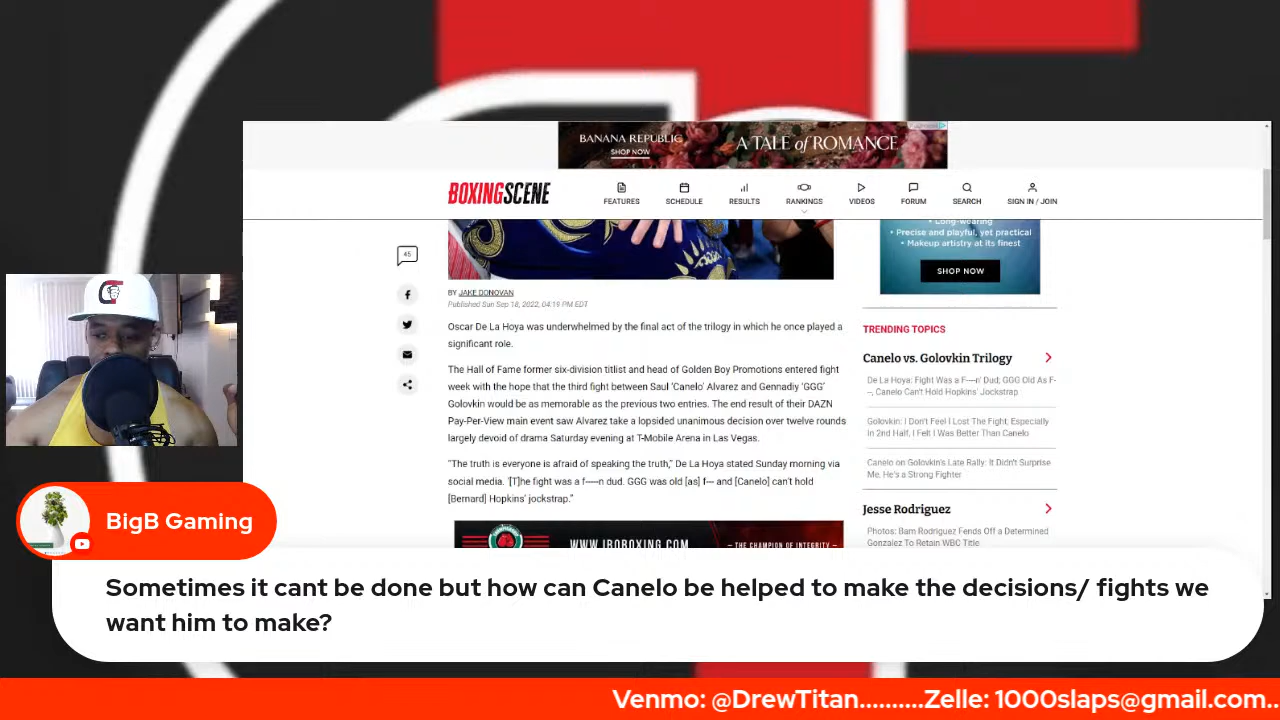 BANANA REPUBLIC
SHOP NOW
A TALE of ROMANCE
BOXINGSCENE
FEATURES
SCHEDULE
RESULTS
RANKINGS
VIDEOS
FORUM
SEARCH
SIGN IN / JOIN
45
BY JAKE DONOVAN
Published Sun Sep 18, 2022, 04:19 PM EDT
Oscar De La Hoya was underwhelmed by the final act of the trilogy in which he once played a
significant role.
The Hall of Fame former six-division titlist and head of Golden Boy Promotions entered fight
week with the hope that the third fight between Saul ‘Canelo’ Alvarez and Gennadiy ‘GGG’
Golovkin would be as memorable as the previous two entries. The end result of their DAZN
Pay-Per-View main event saw Alvarez take a lopsided unanimous decision over twelve rounds
largely devoid of drama Saturday evening at T-Mobile Arena in Las Vegas.
“The truth is everyone is afraid of speaking the truth,” De La Hoya stated Sunday morning via
social media. ‘[T]he fight was a f----n dud. GGG was old [as] f--- and [Canelo] can’t hold
[Bernard] Hopkins’ jockstrap.”
WWW.IBOBOXING.COM
– THE CHAMPION OF INTEGRITY –
• Long-wearing
• Precise and playful, yet practical
• Makeup artistry at its finest
SHOP NOW
TRENDING TOPICS
Canelo vs. Golovkin Trilogy
De La Hoya: Fight Was a F----n' Dud; GGG Old As F-
--, Canelo Can't Hold Hopkins' Jockstrap
Golovkin: I Don't Feel I Lost The Fight, Especially
In 2nd Half, I Felt I Was Better Than Canelo
Canelo on Golovkin's Late Rally: It Didn't Surprise
Me, He's a Strong Fighter
Jesse Rodriguez
Photos: Bam Rodriguez Fends Off a Determined
Gonzalez To Retain WBC Title
BigB Gaming
Sometimes it cant be done but how can Canelo be helped to make the decisions/ fights we
want him to make?
Venmo: @DrewTitan..........Zelle: 1000slaps@gmail.com..